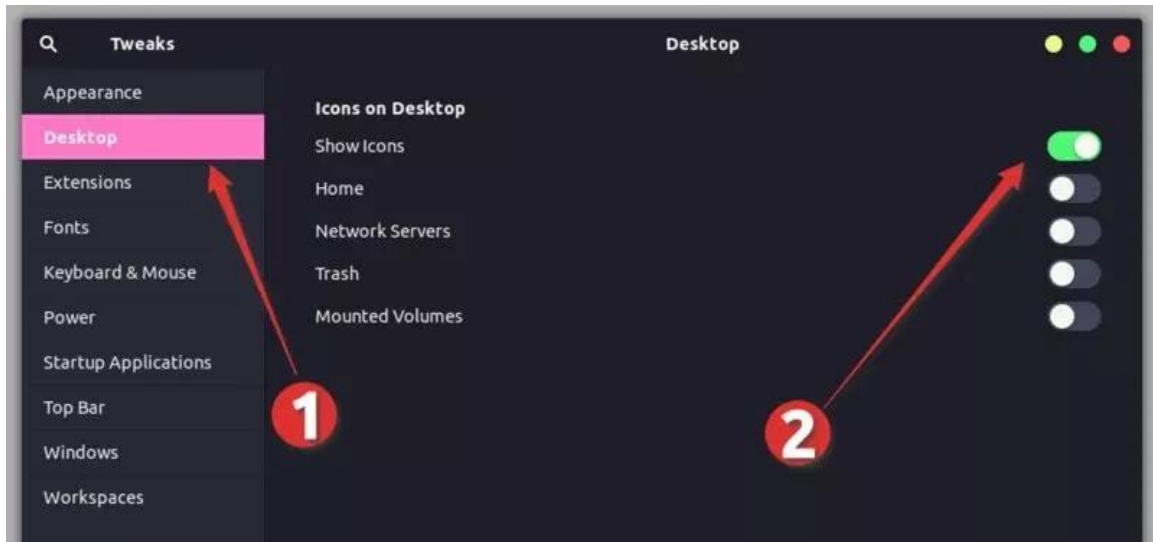 Tweaks
Desktop
Appearance
Desktop
Extensions
Fonts
Keyboard & Mouse
Power
Startup Applications
Top Bar
Windows
Workspaces
Icons on Desktop
Show Icons
Home
Network Servers
Trash
Mounted Volumes
1
2